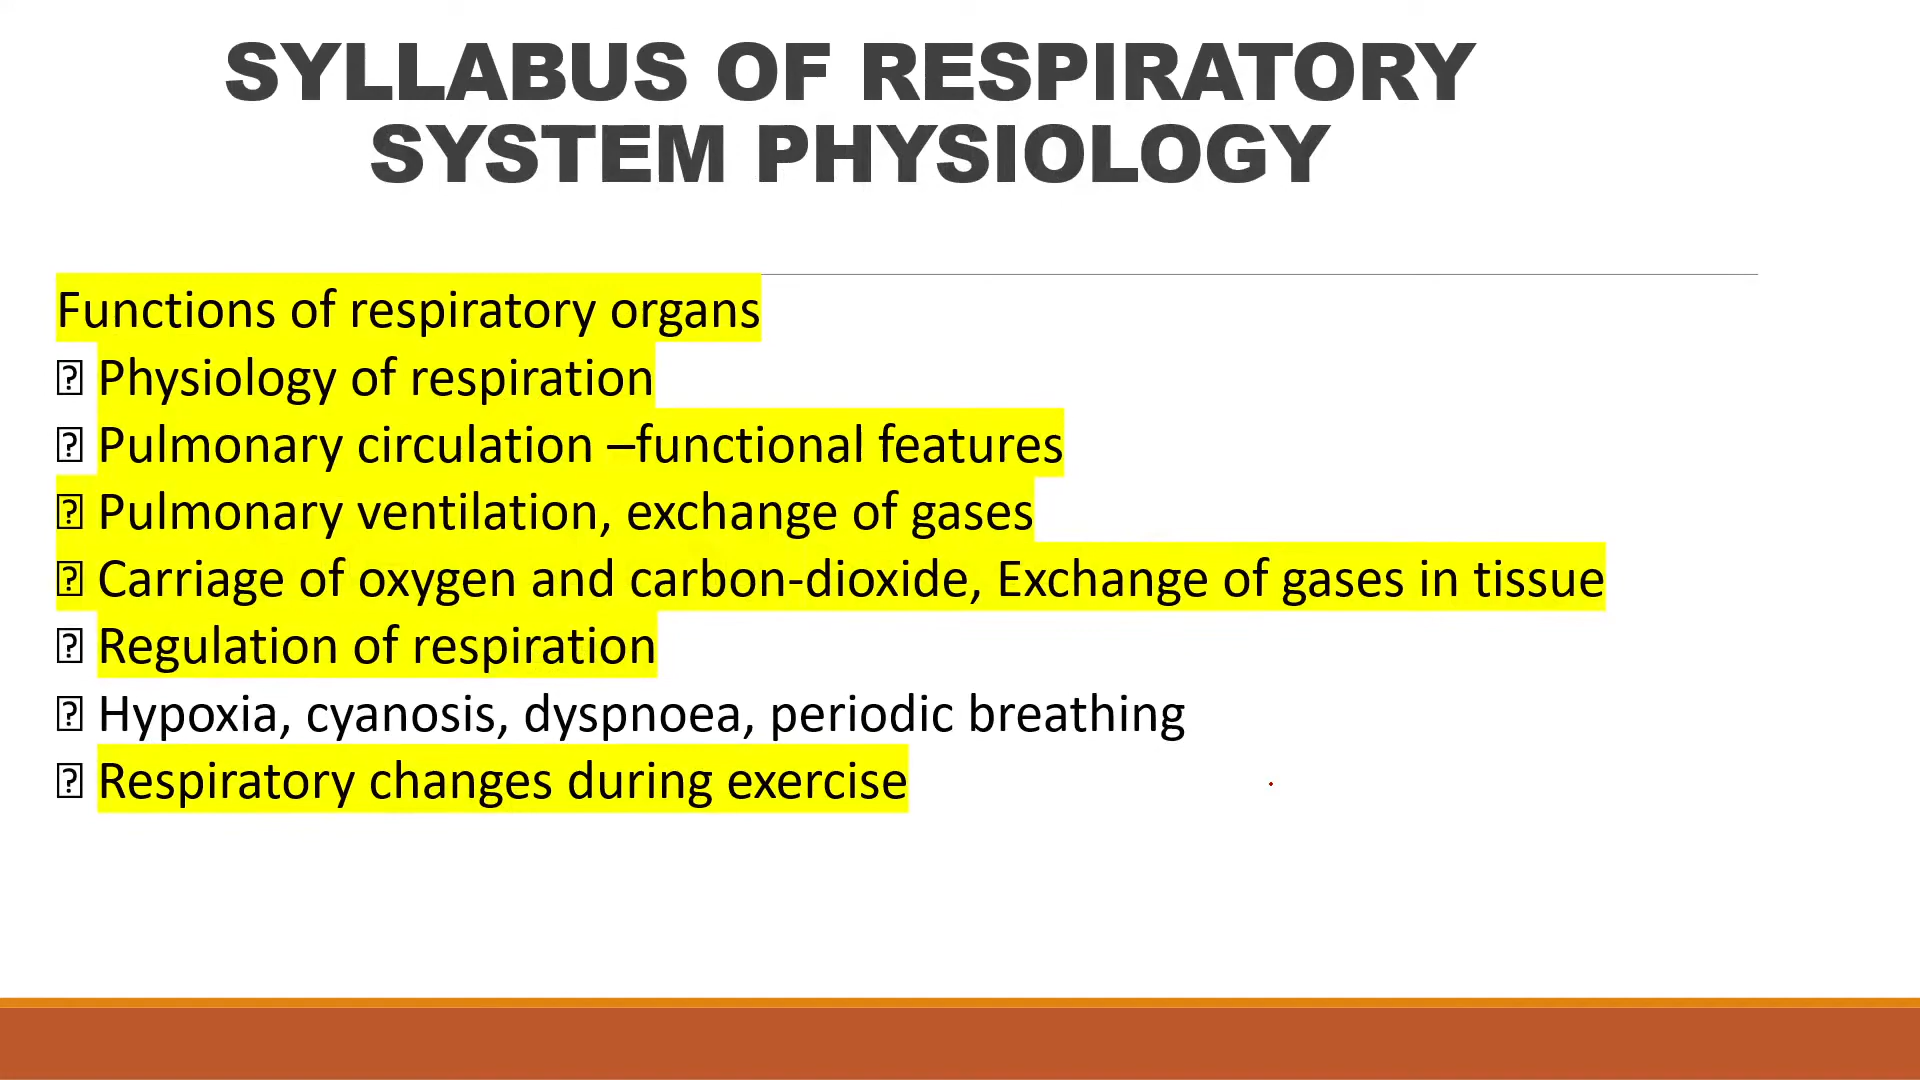 SYLLABUS OF RESPIRATORY
SYSTEM PHYSIOLOGY
Functions of respiratory organs
⍰ Physiology of respiration
⍰ Pulmonary circulation –functional features
⍰ Pulmonary ventilation, exchange of gases
⍰ Carriage of oxygen and carbon-dioxide, Exchange of gases in tissue
⍰ Regulation of respiration
⍰ Hypoxia, cyanosis, dyspnoea, periodic breathing
⍰ Respiratory changes during exercise